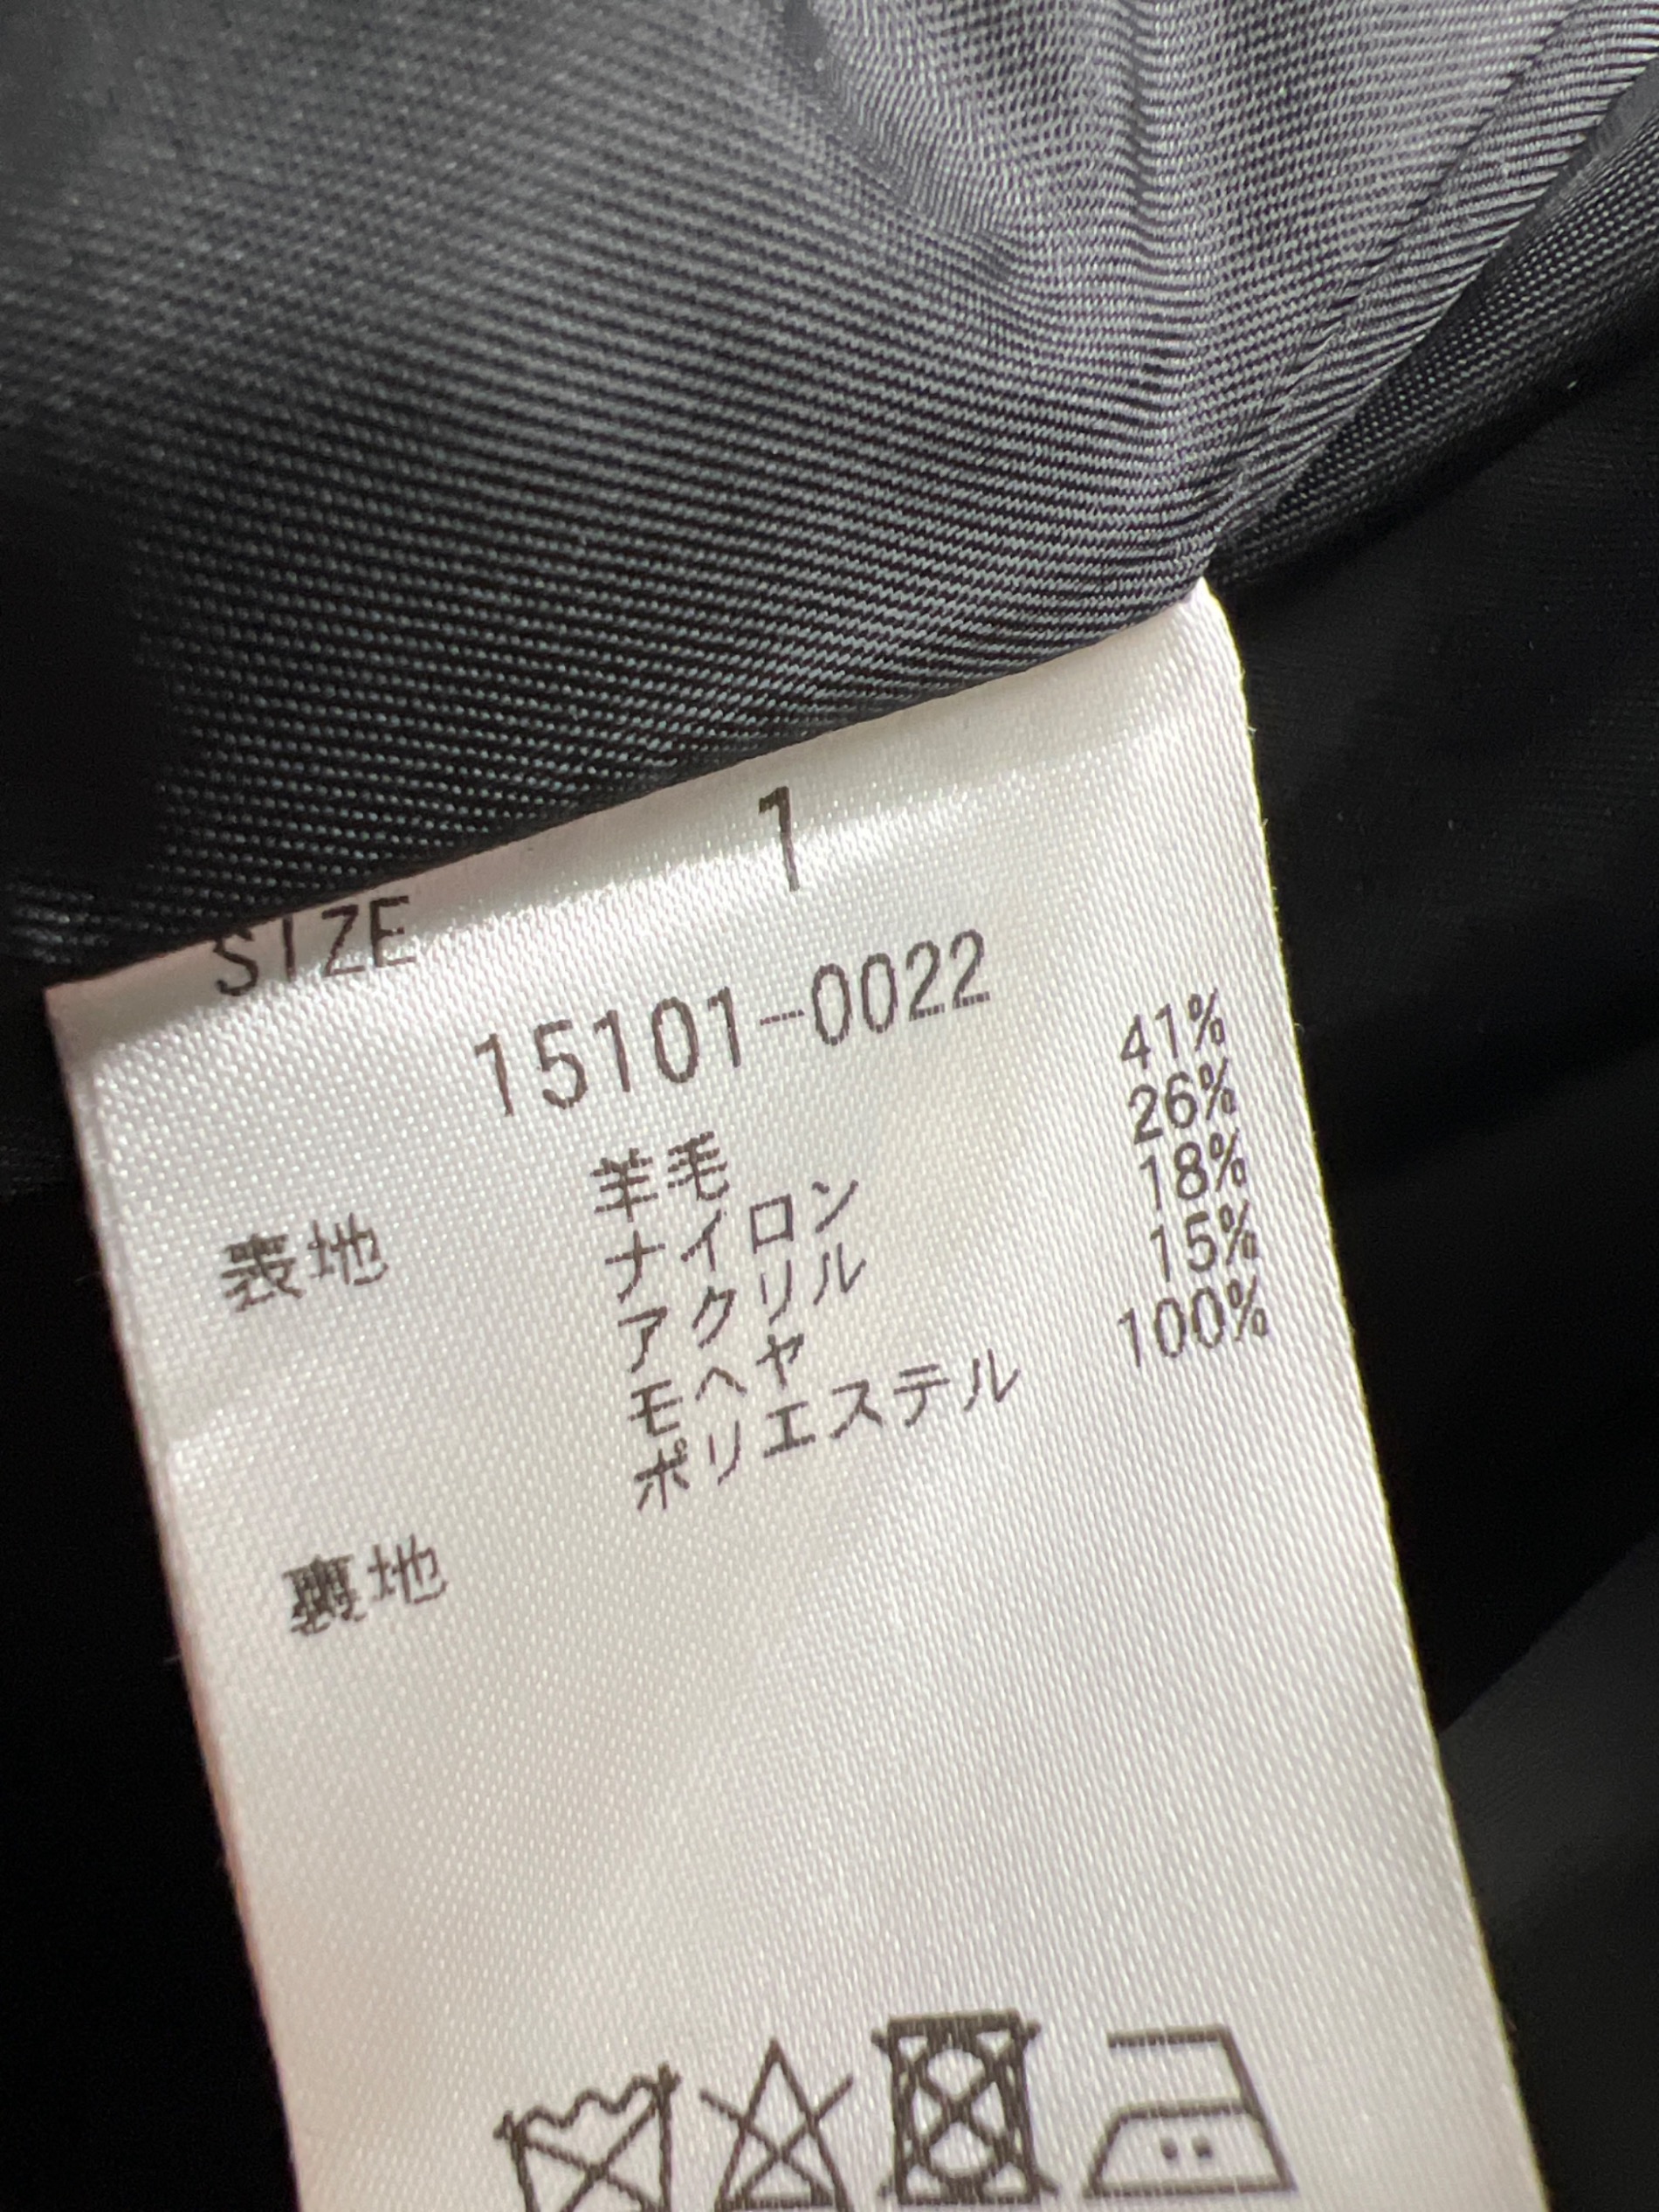 SIZE 1
15101-0022
表地 羊毛 41%
ナイロン 26%
アクリル 18%
モヘヤ 15%
裏地 ポリエステル 100%